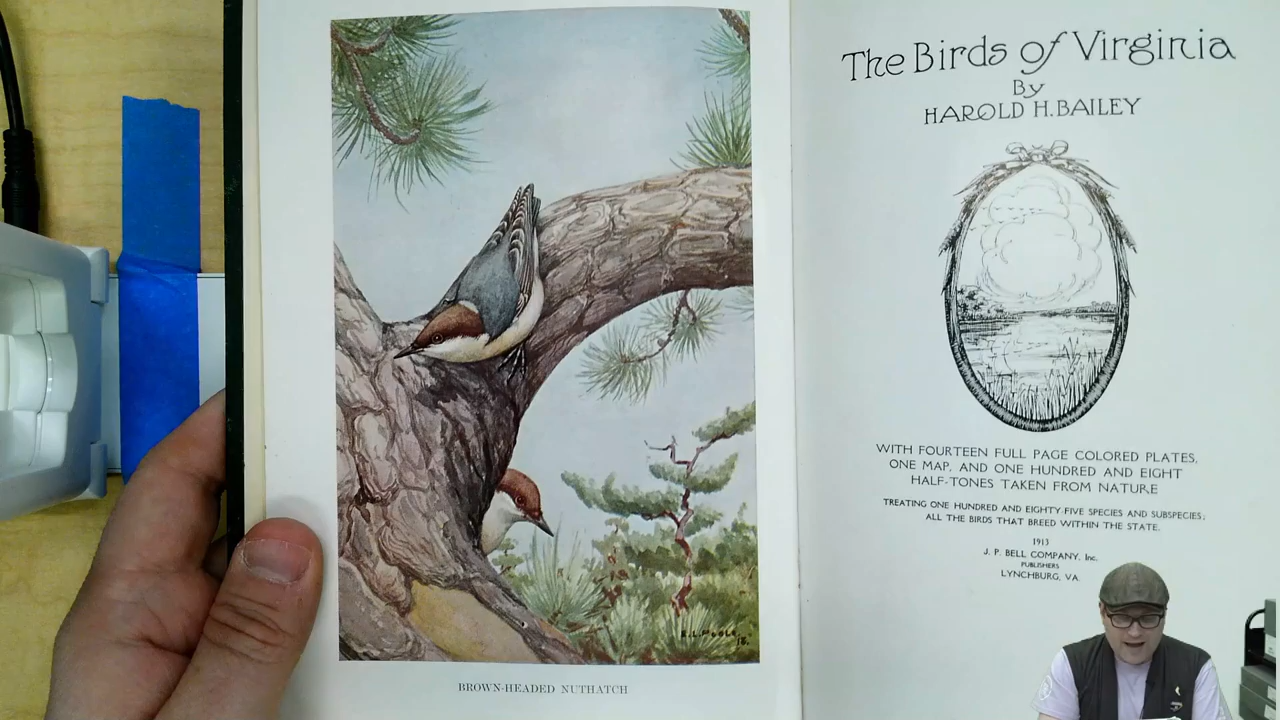 BROWN-HEADED NUTHATCH
The Birds of Virginia
By
HAROLD H. BAILEY
WITH FOURTEEN FULL PAGE COLORED PLATES,
ONE MAP, AND ONE HUNDRED AND EIGHT
HALF-TONES TAKEN FROM NATURE
TREATING ONE HUNDRED AND EIGHTY-FIVE SPECIES AND SUBSPECIES;
ALL THE BIRDS THAT BREED WITHIN THE STATE.
1913
J. P. BELL COMPANY, Inc.
PUBLISHERS
LYNCHBURG, VA.